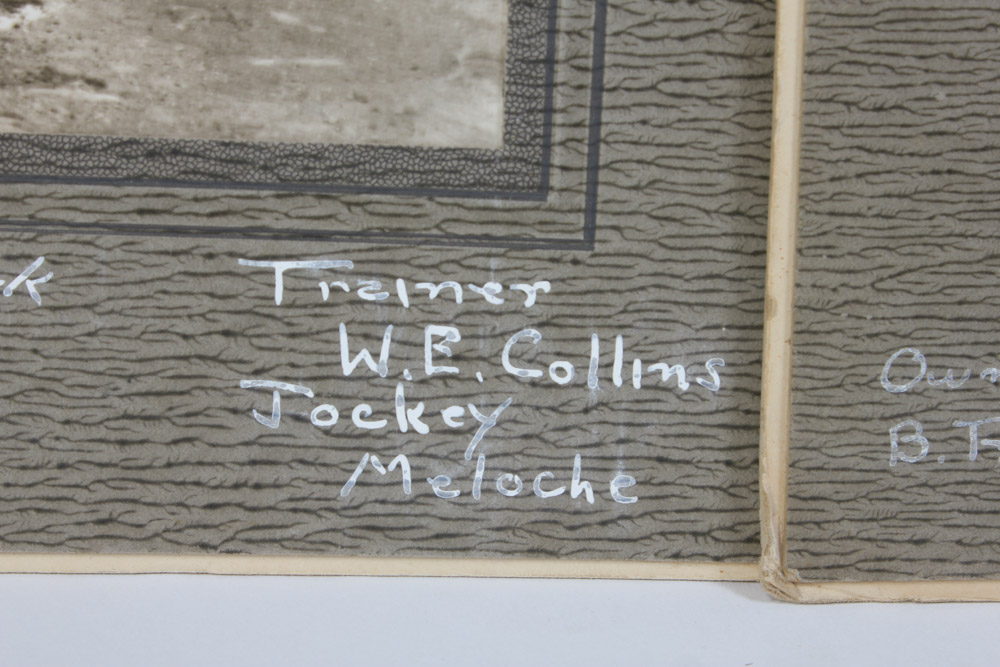 Trainer
W.E. Collins
Jockey
Meloche
B.